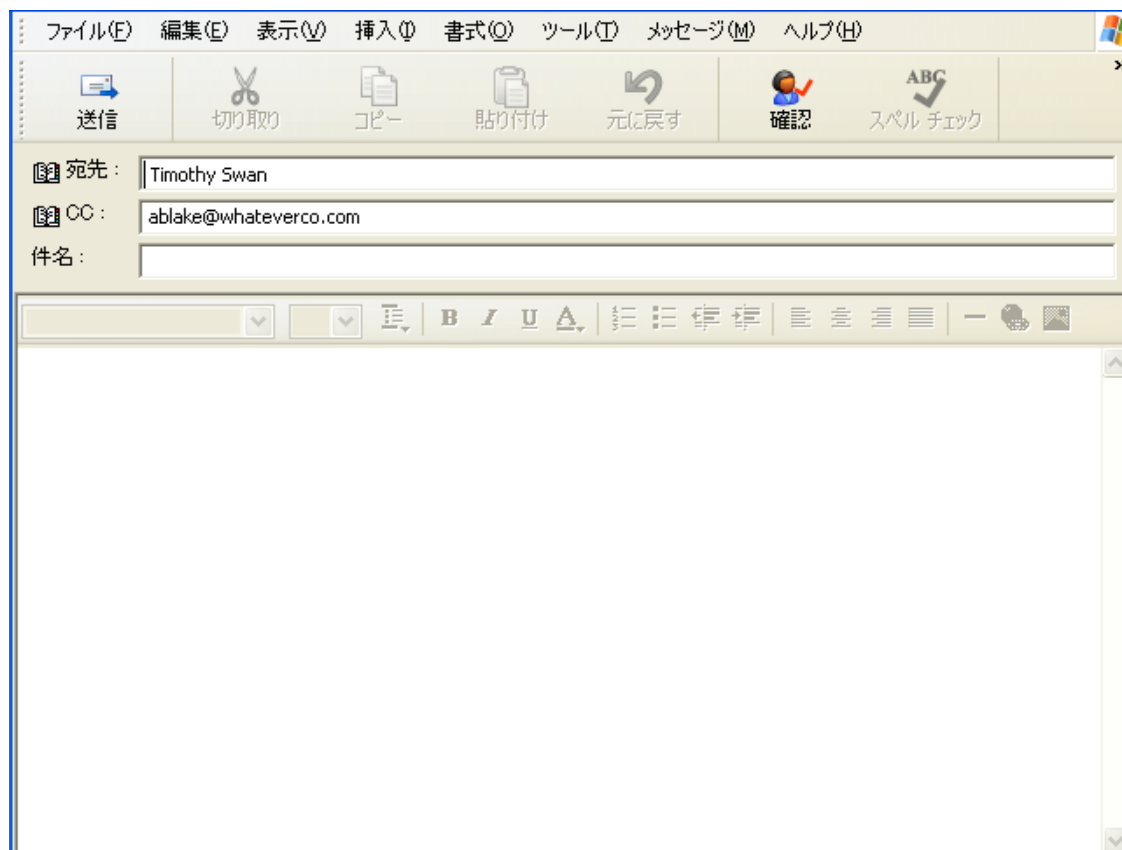 ファイル(F) 編集(E) 表示(V) 挿入(I) 書式(O) ツール(T) メッセージ(M) ヘルプ(H)
送信 切り取り コピー 貼り付け 元に戻す 確認 ABC スペル チェック
宛先: Timothy Swan
CC: ablake@whateverco.com
件名:
B I U A